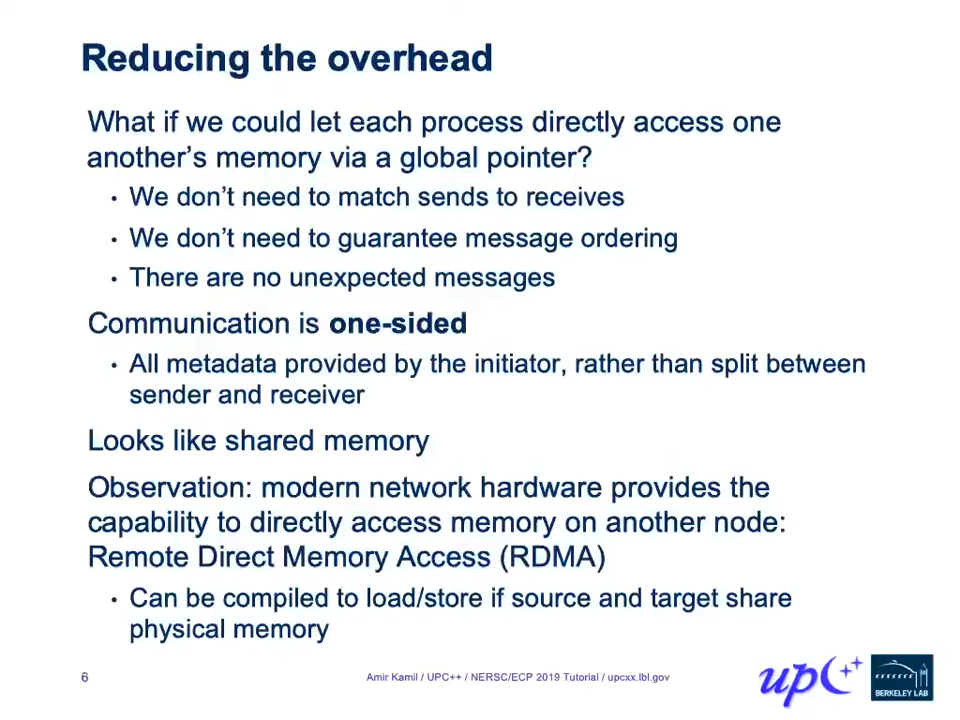 Reducing the overhead
What if we could let each process directly access one
another’s memory via a global pointer?
• We don’t need to match sends to receives
• We don’t need to guarantee message ordering
• There are no unexpected messages
Communication is one-sided
• All metadata provided by the initiator, rather than split between
sender and receiver
Looks like shared memory
Observation: modern network hardware provides the
capability to directly access memory on another node:
Remote Direct Memory Access (RDMA)
• Can be compiled to load/store if source and target share
physical memory
6
Amir Kamil / UPC++ / NERSC/ECP 2019 Tutorial / upcxx.lbl.gov
upc++
BERKELEY LAB